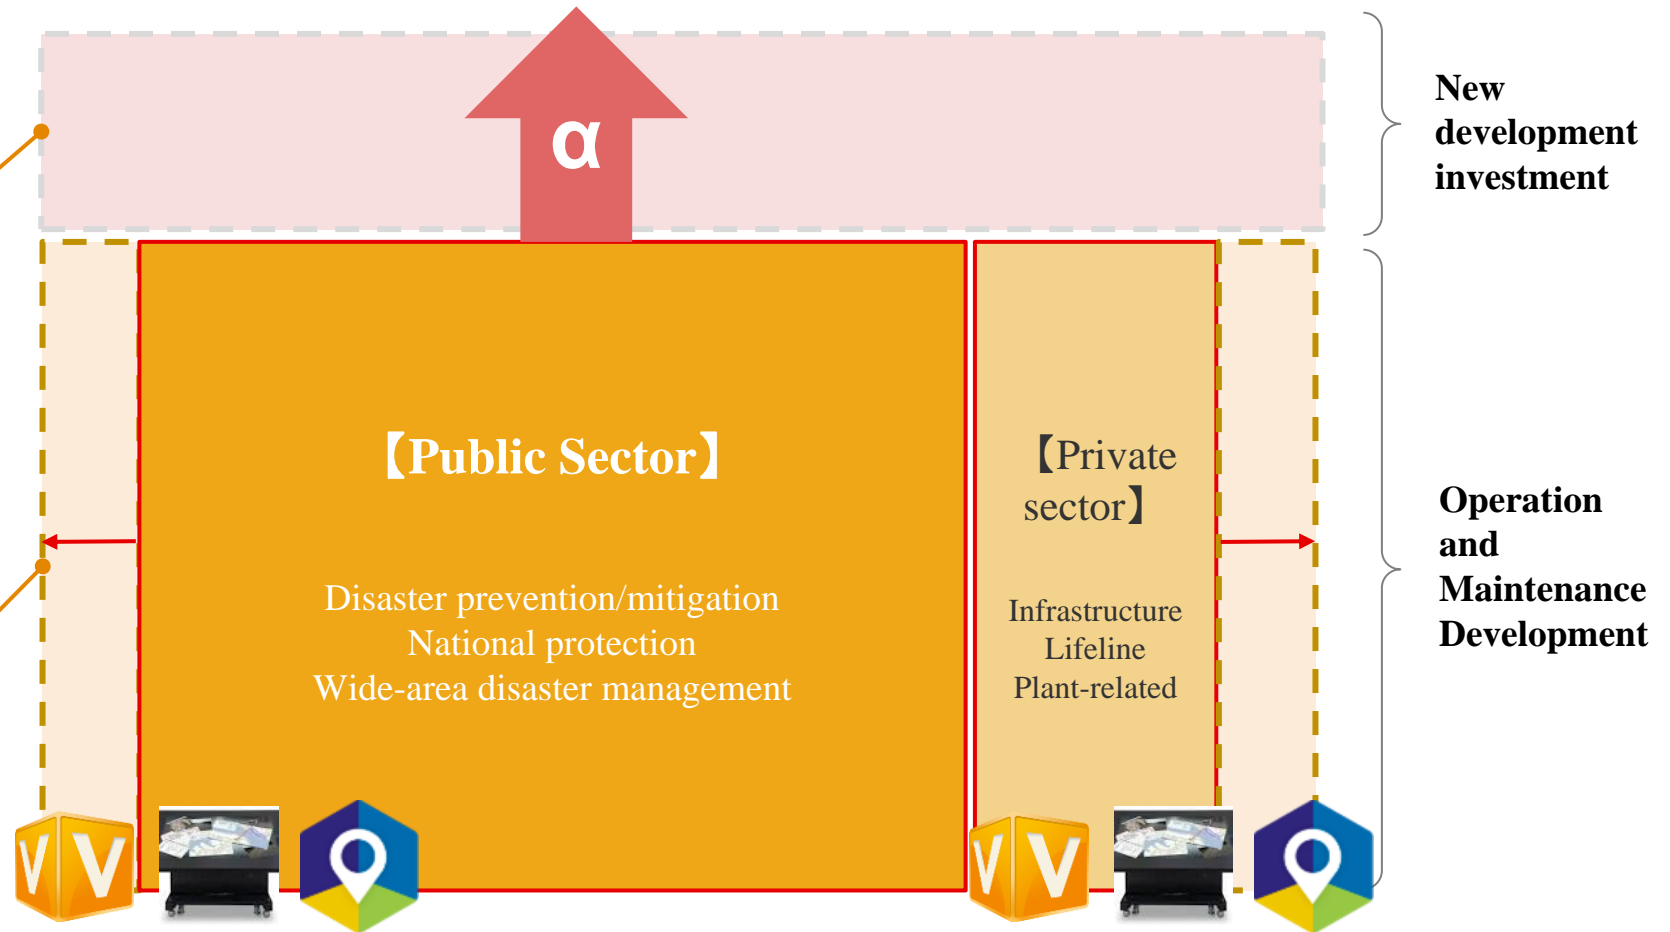 α
New
development
investment
【Public Sector】
Disaster prevention/mitigation
National protection
Wide-area disaster management
【Private
sector】
Infrastructure
Lifeline
Plant-related
Operation
and
Maintenance
Development
V V
V V